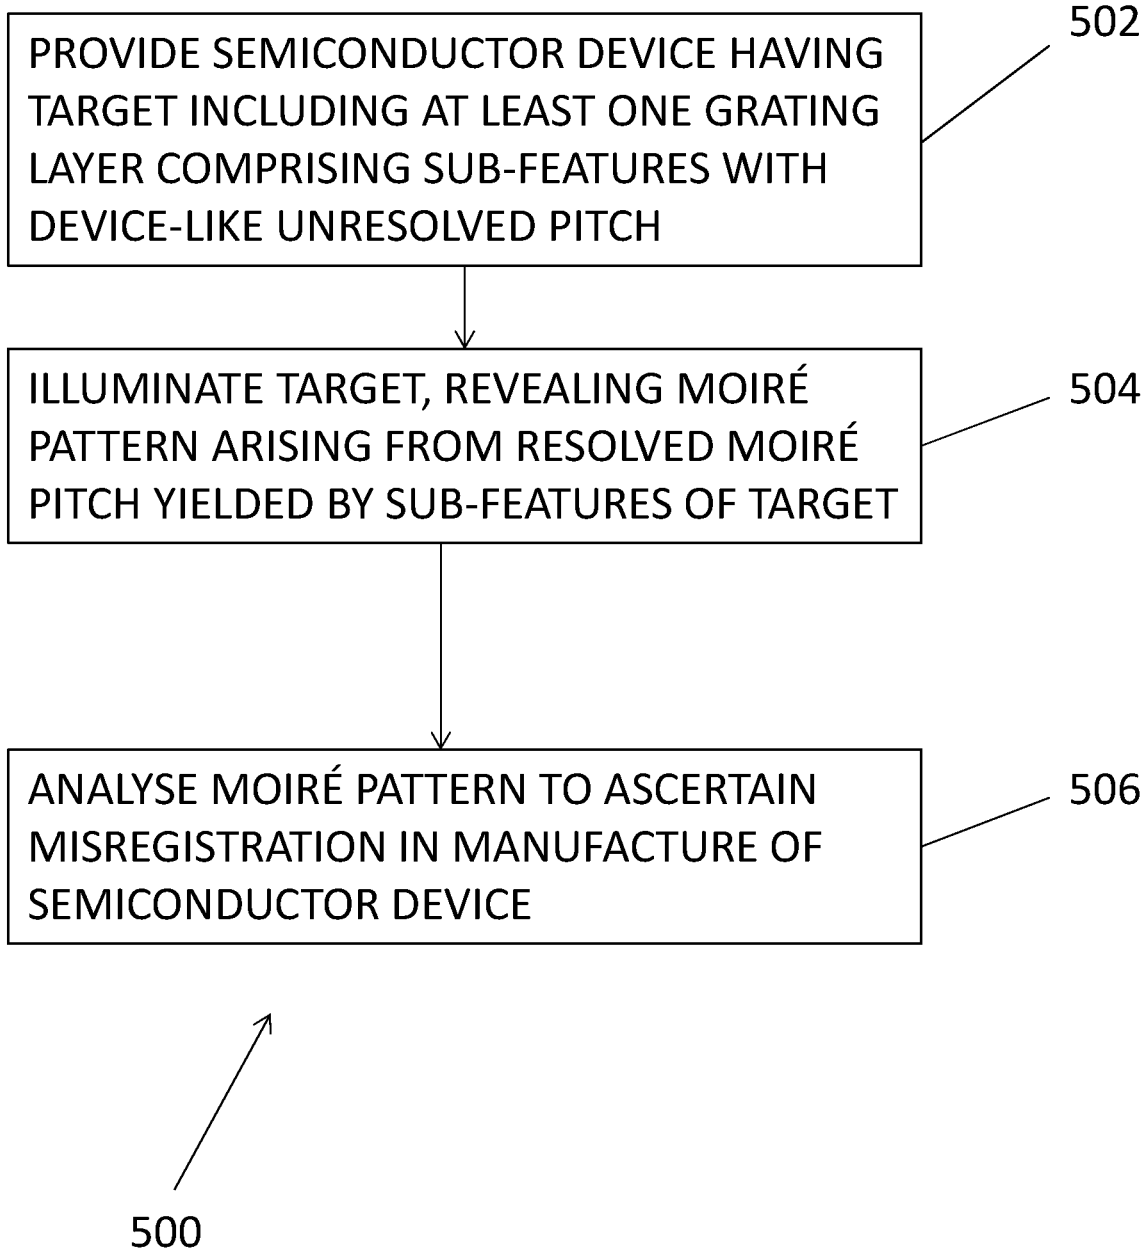 502
PROVIDE SEMICONDUCTOR DEVICE HAVING
TARGET INCLUDING AT LEAST ONE GRATING
LAYER COMPRISING SUB-FEATURES WITH
DEVICE-LIKE UNRESOLVED PITCH
504
ILLUMINATE TARGET, REVEALING MOIRÉ
PATTERN ARISING FROM RESOLVED MOIRÉ
PITCH YIELDED BY SUB-FEATURES OF TARGET
506
ANALYSE MOIRÉ PATTERN TO ASCERTAIN
MISREGISTRATION IN MANUFACTURE OF
SEMICONDUCTOR DEVICE
500